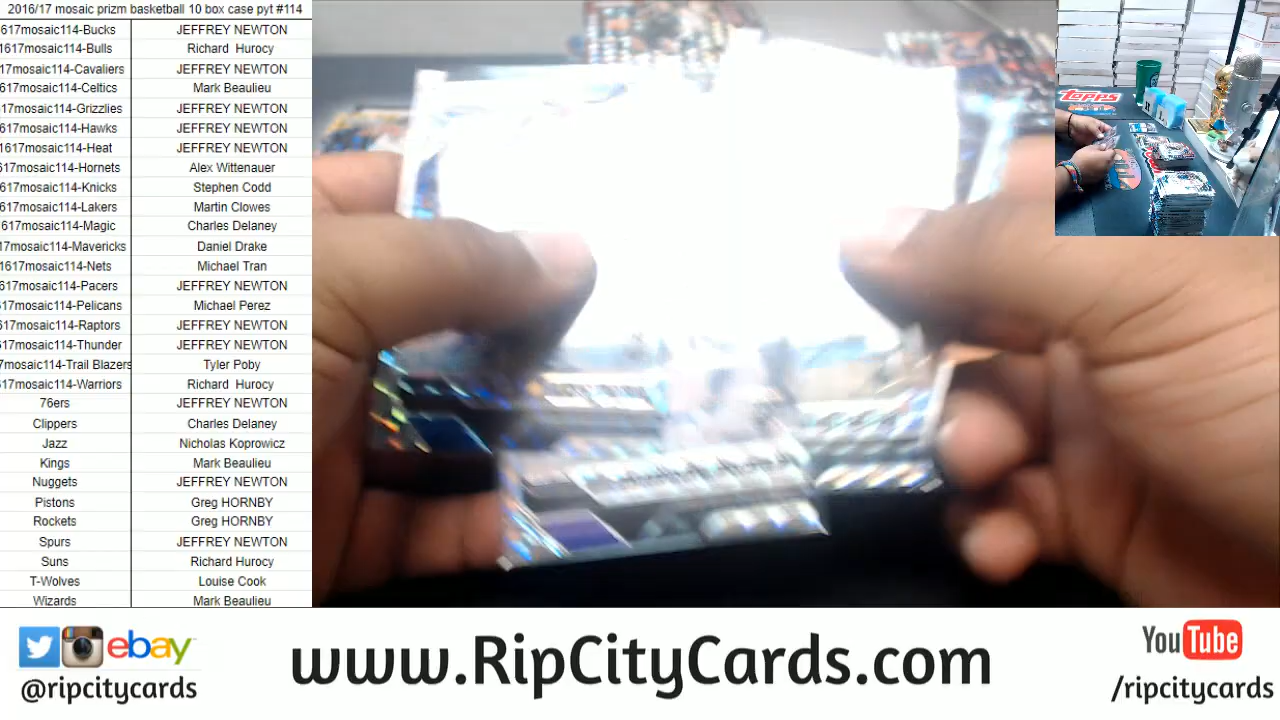 2016/17 mosaic prizm basketball 10 box case pyt #114
617mosaic114-Bucks JEFFREY NEWTON
1617mosaic114-Bulls Richard Hurocy
17mosaic114-Cavaliers JEFFREY NEWTON
617mosaic114-Celtics Mark Beaulieu
17mosaic114-Grizzlies JEFFREY NEWTON
617mosaic114-Hawks JEFFREY NEWTON
1617mosaic114-Heat JEFFREY NEWTON
617mosaic114-Hornets Alex Wittenauer
617mosaic114-Knicks Stephen Codd
617mosaic114-Lakers Martin Clowes
617mosaic114-Magic Charles Delaney
17mosaic114-Mavericks Daniel Drake
1617mosaic114-Nets Michael Tran
617mosaic114-Pacers JEFFREY NEWTON
617mosaic114-Pelicans Michael Perez
617mosaic114-Raptors JEFFREY NEWTON
617mosaic114-Thunder JEFFREY NEWTON
7mosaic114-Trail Blazers Tyler Poby
617mosaic114-Warriors Richard Hurocy
76ers JEFFREY NEWTON
Clippers Charles Delaney
Jazz Nicholas Koprowicz
Kings Mark Beaulieu
Nuggets JEFFREY NEWTON
Pistons Greg HORNBY
Rockets Greg HORNBY
Spurs JEFFREY NEWTON
Suns Richard Hurocy
T-Wolves Louise Cook
Wizards Mark Beaulieu
Topps
ebay
@ripcitycards
www.RipCityCards.com
YouTube
/ripcitycards